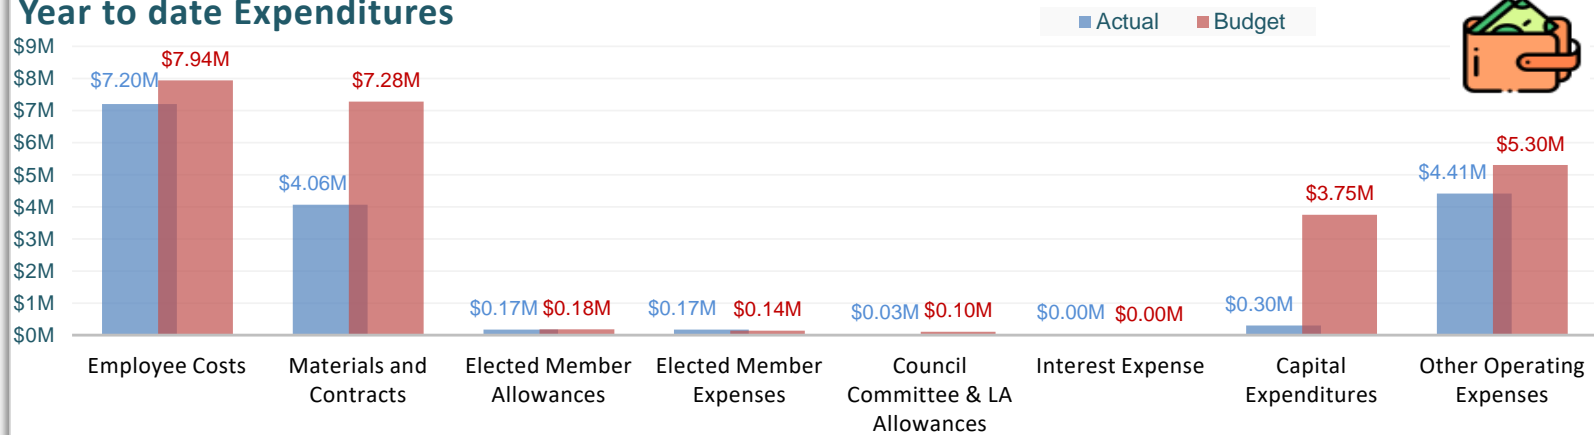 Year to date Expenditures
Actual Budget
$9M
$8M
$7M
$6M
$5M
$4M
$3M
$2M
$1M
$0M
$7.20M $7.94M
$4.06M $7.28M
$0.17M $0.18M
$0.17M $0.14M
$0.03M $0.10M
$0.00M $0.00M
$0.30M $3.75M
$4.41M $5.30M
Employee Costs
Materials and
Contracts
Elected Member
Allowances
Elected Member
Expenses
Council
Committee & LA
Allowances
Interest Expense
Capital
Expenditures
Other Operating
Expenses